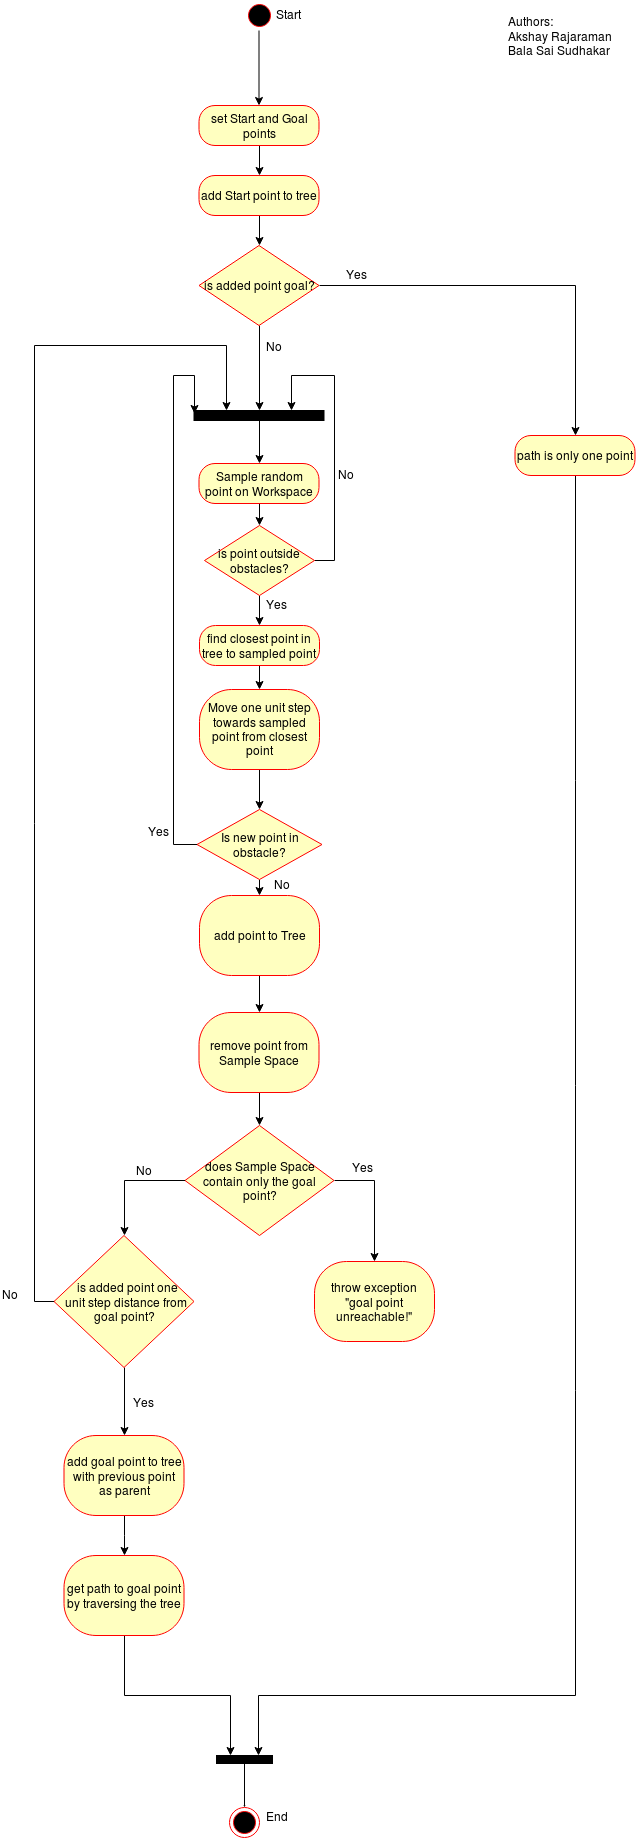 Start
Authors:
Akshay Rajaraman
Bala Sai Sudhakar
set Start and Goal
points
add Start point to tree
is added point goal?
Yes
No
Sample random
point on Workspace
No
path is only one point
is point outside
obstacles?
Yes
find closest point in
tree to sampled point
Move one unit step
towards sampled
point from closest
point
Is new point in
obstacle?
Yes
No
add point to Tree
remove point from
Sample Space
does Sample Space
contain only the goal
point?
No
Yes
is added point one
unit step distance from
goal point?
No
throw exception
"goal point
unreachable!"
Yes
add goal point to tree
with previous point
as parent
get path to goal point
by traversing the tree
End